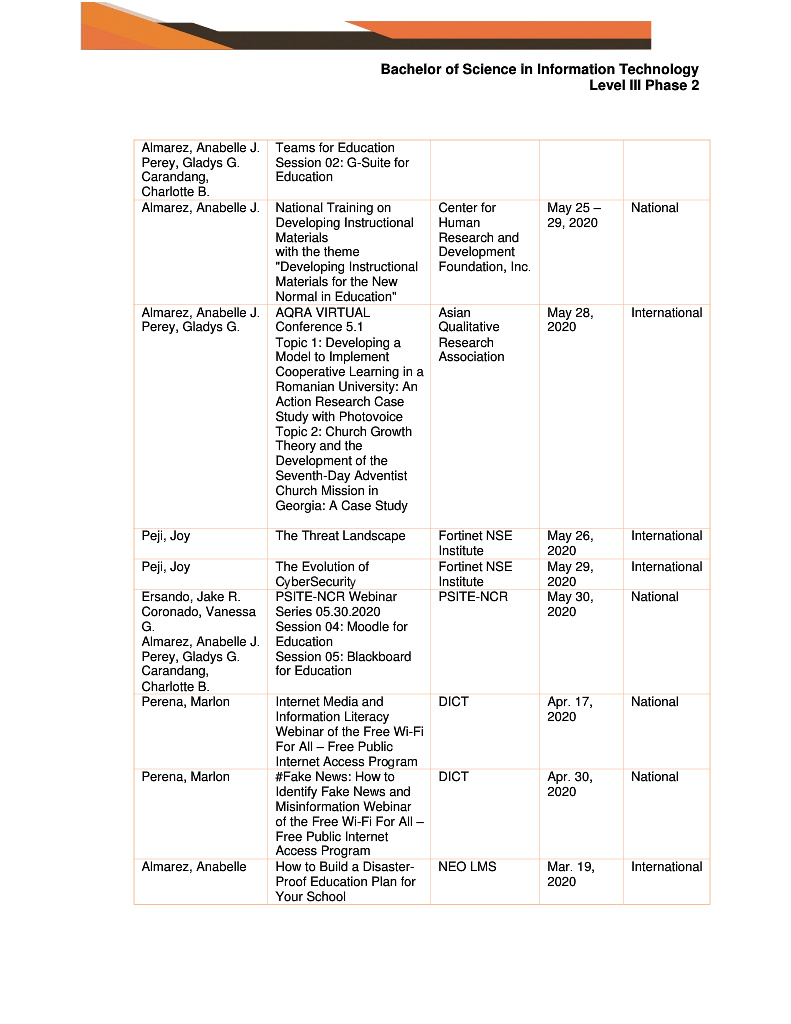 Bachelor of Science in Information Technology
Level III Phase 2
Almarez, Anabelle J.
Perey, Gladys G.
Carandang,
Charlotte B.
Teams for Education
Session 02: G-Suite for
Education
Almarez, Anabelle J.
National Training on
Developing Instructional
Materials
with the theme
"Developing Instructional
Materials for the New
Normal in Education"
Center for
Human
Research and
Development
Foundation, Inc.
May 25 –
29, 2020
National
Almarez, Anabelle J.
Perey, Gladys G.
AQRA VIRTUAL
Conference 5.1
Topic 1: Developing a
Model to Implement
Cooperative Learning in a
Romanian University: An
Action Research Case
Study with Photovoice
Topic 2: Church Growth
Theory and the
Development of the
Seventh-Day Adventist
Church Mission in
Georgia: A Case Study
Asian
Qualitative
Research
Association
May 28,
2020
International
Peji, Joy
The Threat Landscape
Fortinet NSE
Institute
May 26,
2020
International
Peji, Joy
The Evolution of
CyberSecurity
Fortinet NSE
Institute
May 29,
2020
International
Ersando, Jake R.
Coronado, Vanessa
G.
Almarez, Anabelle J.
Perey, Gladys G.
Carandang,
Charlotte B.
PSITE-NCR Webinar
Series 05.30.2020
Session 04: Moodle for
Education
Session 05: Blackboard
for Education
PSITE-NCR
May 30,
2020
National
Perena, Marlon
Internet Media and
Information Literacy
Webinar of the Free Wi-Fi
For All – Free Public
Internet Access Program
DICT
Apr. 17,
2020
National
Perena, Marlon
#Fake News: How to
Identify Fake News and
Misinformation Webinar
of the Free Wi-Fi For All –
Free Public Internet
Access Program
DICT
Apr. 30,
2020
National
Almarez, Anabelle
How to Build a Disaster-
Proof Education Plan for
Your School
NEO LMS
Mar. 19,
2020
International